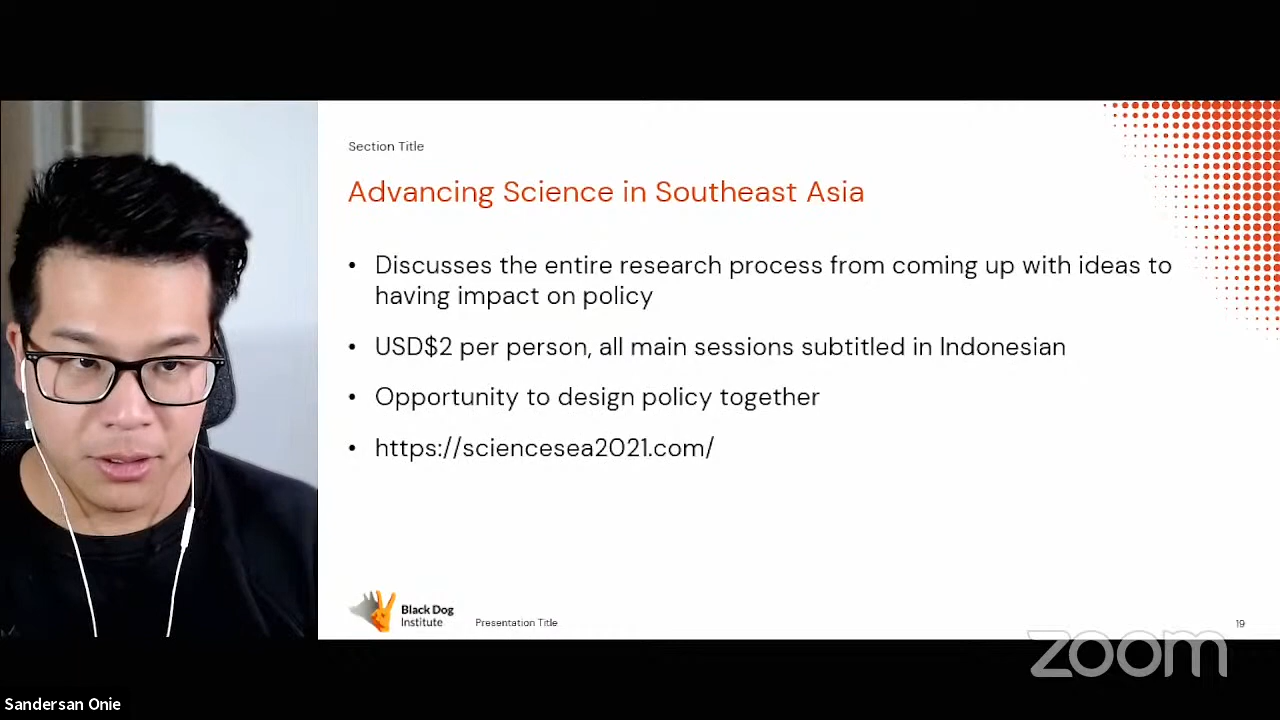 Section Title
Advancing Science in Southeast Asia
• Discusses the entire research process from coming up with ideas to
having impact on policy
• USD$2 per person, all main sessions subtitled in Indonesian
• Opportunity to design policy together
• https://sciencesea2021.com/
Black Dog
Institute
Presentation Title
19
zoom
Sandersan Onie